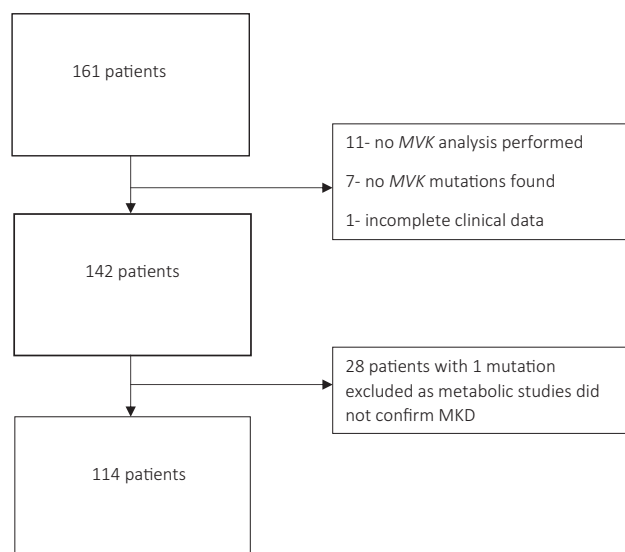 161 patients
11- no MVK analysis performed
7- no MVK mutations found
1- incomplete clinical data
142 patients
28 patients with 1 mutation
excluded as metabolic studies did
not confirm MKD
114 patients